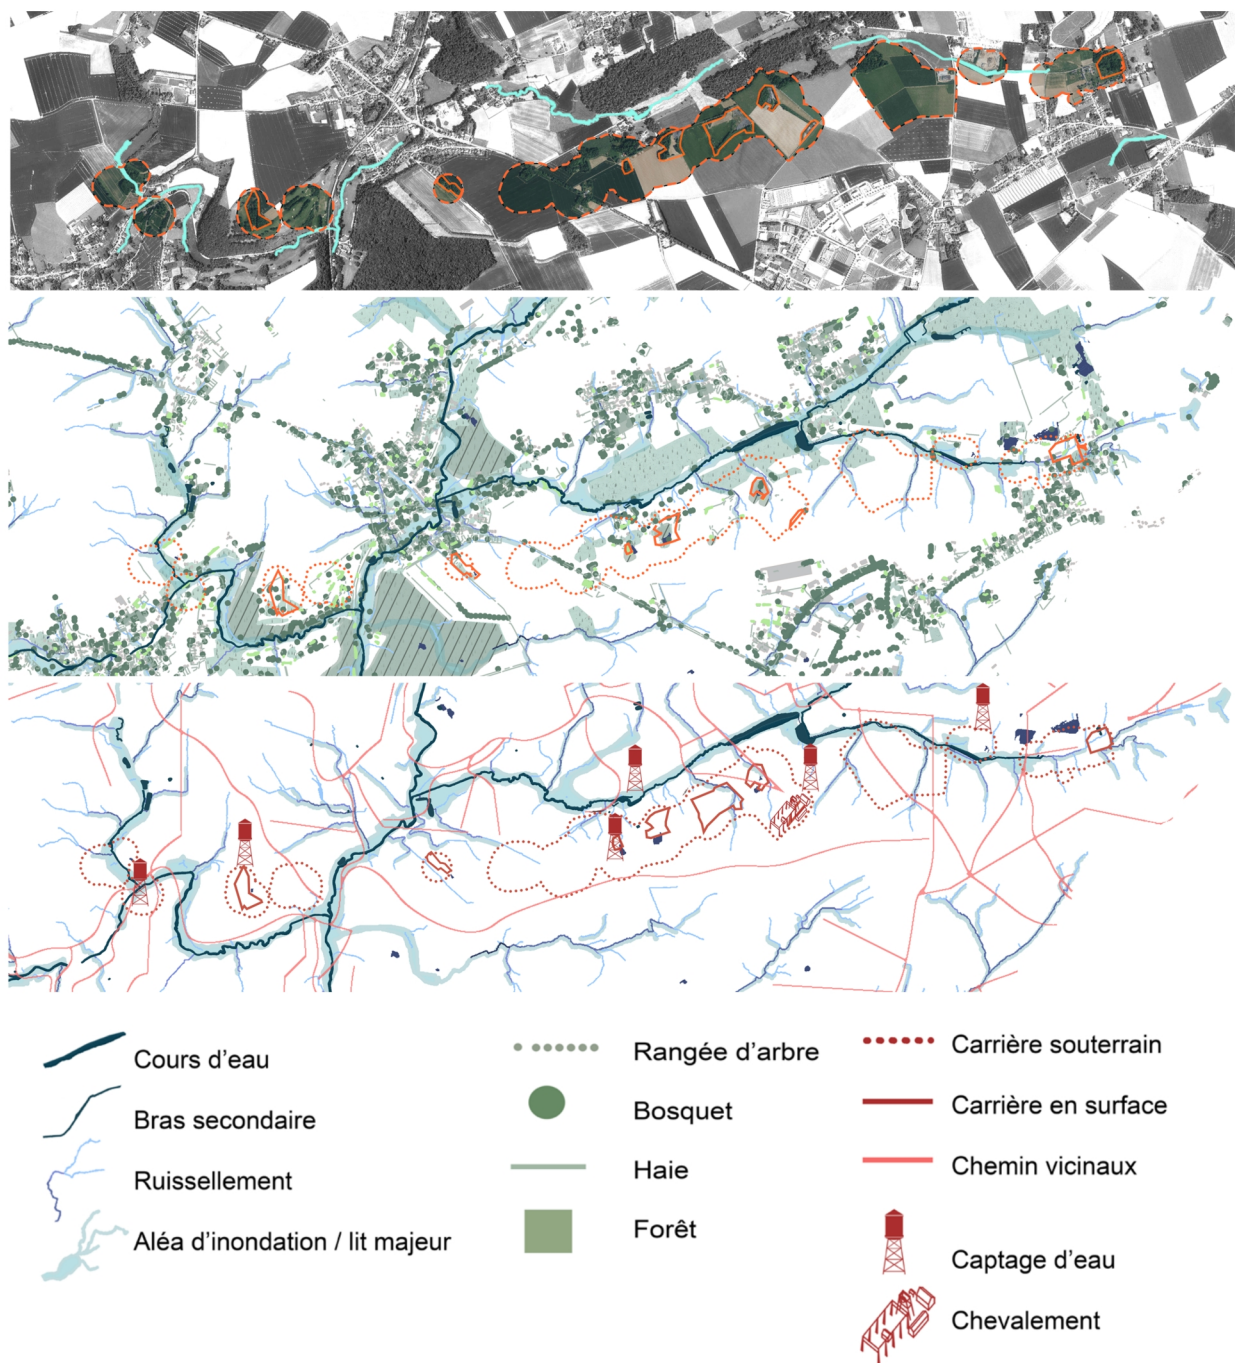 Cours d'eau
Bras secondaire
Ruissellement
Aléa d'inondation / lit majeur
Rangée d'arbre
Bosquet
Haie
Forêt
Carrière souterrain
Carrière en surface
Chemin vicinaux
Captage d'eau
Chevalement